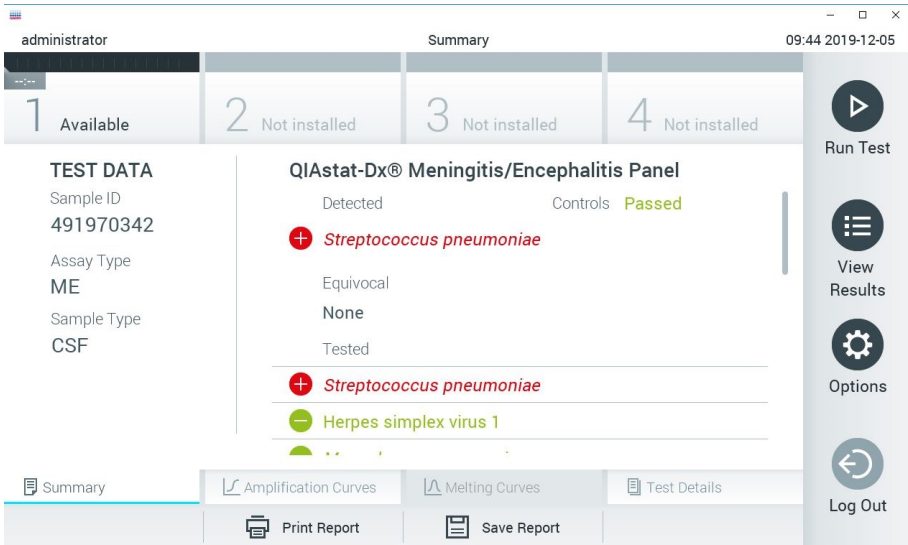 administrator
Summary
09:44 2019-12-05
--:--
1 Available
2 Not installed
3 Not installed
4 Not installed
TEST DATA
Sample ID
491970342
Assay Type
ME
Sample Type
CSF
QIAstat-Dx® Meningitis/Encephalitis Panel
Detected
Controls Passed
Streptococcus pneumoniae
Equivocal
None
Tested
Streptococcus pneumoniae
Herpes simplex virus 1
Run Test
View
Results
Options
Log Out
Summary
Amplification Curves
Melting Curves
Test Details
Print Report
Save Report